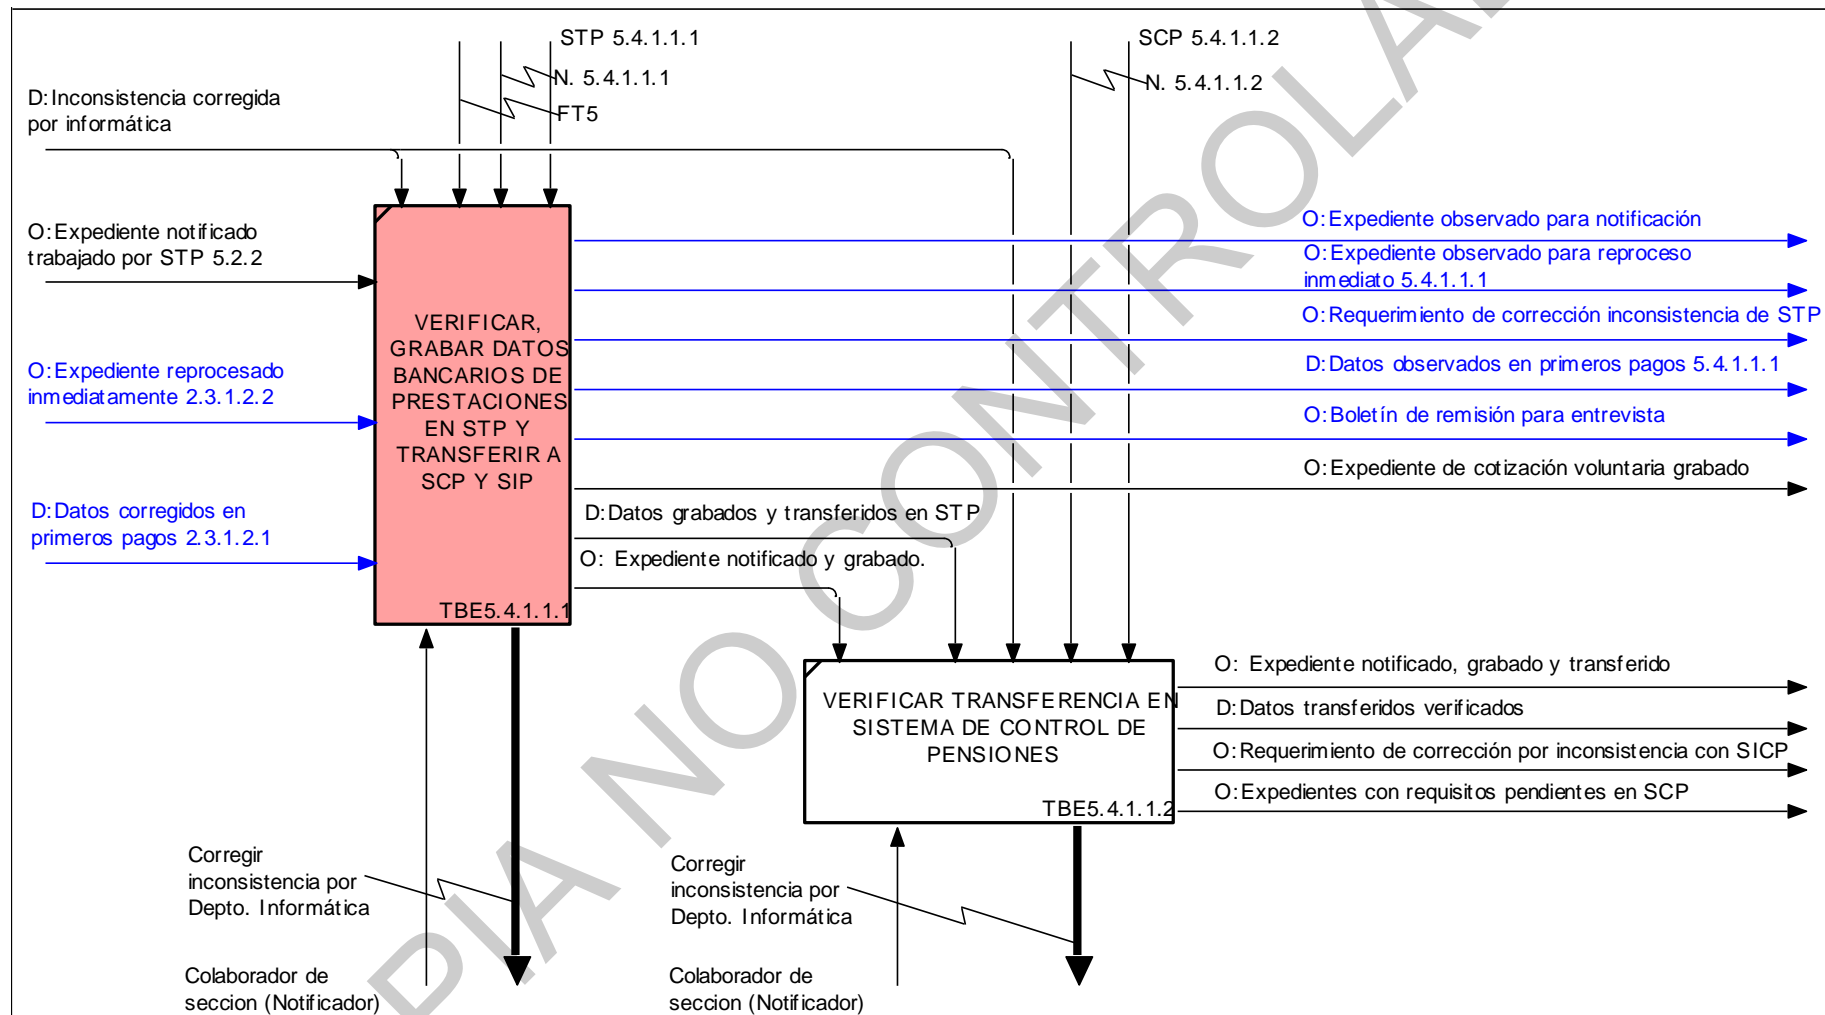 STP 5.4.1.1.1
N. 5.4.1.1.1
FT5
SCP 5.4.1.1.2
N. 5.4.1.1.2
D:Inconsistencia corregida
por informática
O:Expediente notificado
trabajado por STP 5.2.2
O:Expediente reprocesado
inmediatamente 2.3.1.2.2
D:Datos corregidos en
primeros pagos 2.3.1.2.1
VERIFICAR,
GRABAR DATOS
BANCARIOS DE
PRESTACIONES
EN STP Y
TRANSFERIR A
SCP Y SIP
TBE5.4.1.1.1
O:Expediente observado para notificación
O:Expediente observado para reproceso
inmediato 5.4.1.1.1
O:Requerimiento de corrección inconsistencia de STP
D:Datos observados en primeros pagos 5.4.1.1.1
O:Boletín de remisión para entrevista
O:Expediente de cotización voluntaria grabado
D:Datos grabados y transferidos en STP
O: Expediente notificado y grabado.
VERIFICAR TRANSFERENCIA EN
SISTEMA DE CONTROL DE
PENSIONES
TBE5.4.1.1.2
O: Expediente notificado, grabado y transferido
D:Datos transferidos verificados
O:Requerimiento de corrección por inconsistencia con SICP
O:Expedientes con requisitos pendientes en SCP
Corregir
inconsistencia por
Depto. Informática
Colaborador de
seccion (Notificador)
Corregir
inconsistencia por
Depto. Informática
Colaborador de
seccion (Notificador)
PIA NO CONTROLA